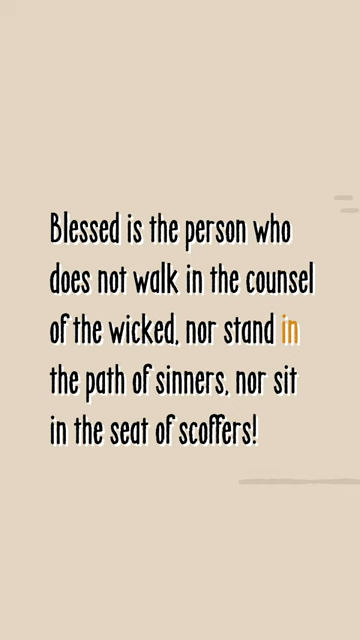 Blessed is the person who
does not walk in the counsel
of the wicked, nor stand in
the path of sinners, nor sit
in the seat of scoffers!